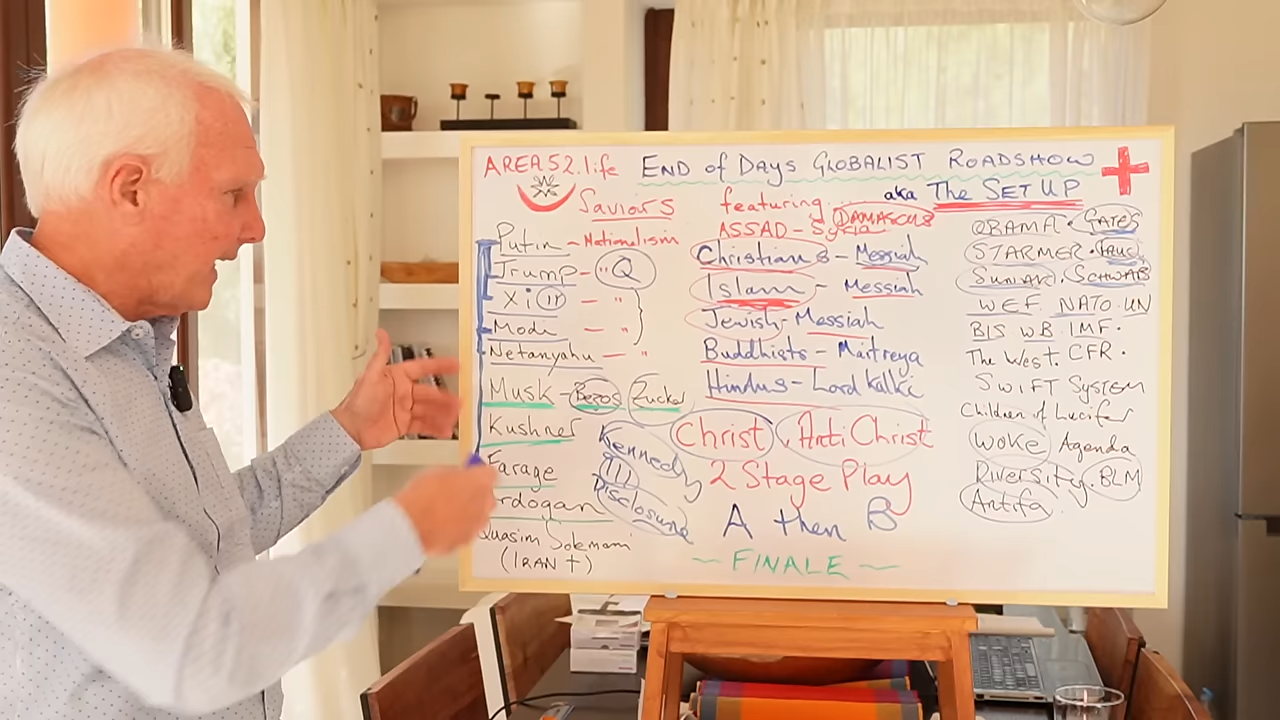 AREA52.life END of DAYS GLOBALIST ROADSHOW
aka The SET UP
Saviours featuring...
ASSAD - Syria DAMASCUS
Putin - Nationalism
Trump - "Q"
Xi - "
Modi - "
Netanyahu - "
Musk - Bezos Zucker
Kushner
Farage
rdogan
Quasim
(IRAN +)
Kennedy
Disclosure
Christians - Messiah
Islam - Messiah
Jewish - Messiah
Buddhists - Maitreya
Hindus - Lord Kalki
Christ Anti Christ
2 Stage Play
A then B
~ FINALE ~
OBAMA · GATES
STARMER ·
SUNAK · SCHWAB
WEF NATO UN
BIS WB IMF ·
The West. CFR ·
SWIFT SYSTEM
Children of Lucifer
WOKE Agenda
Diversity · BLM
Antifa